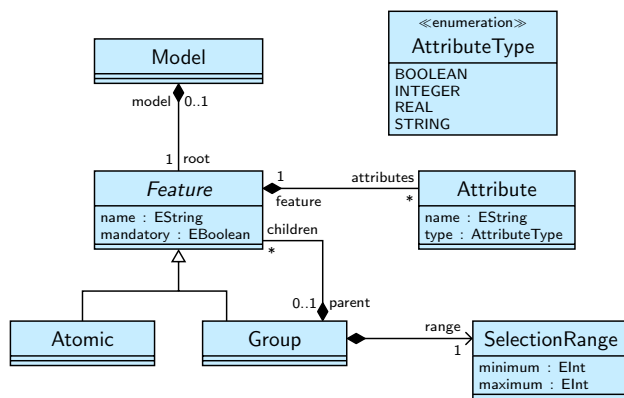 Model
≪enumeration≫
AttributeType
BOOLEAN
INTEGER
REAL
STRING
model 0..1
1 root
Feature
name : EString
mandatory : EBoolean
1
feature
attributes
*
Attribute
name : EString
type : AttributeType
children
*
0..1 parent
Atomic
Group
range
1
SelectionRange
minimum : EInt
maximum : EInt